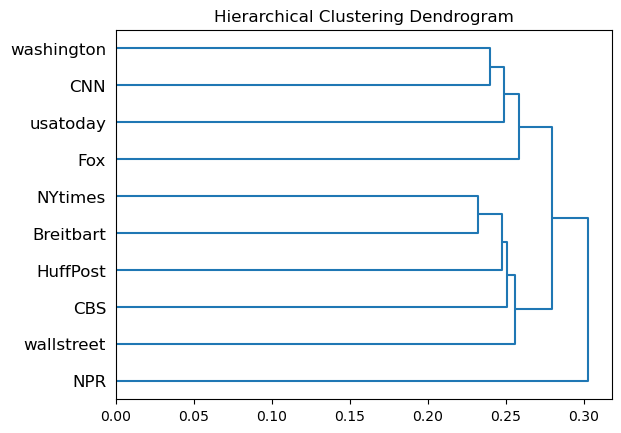 Hierarchical Clustering Dendrogram
washington
CNN
usatoday
Fox
NYtimes
Breitbart
HuffPost
CBS
wallstreet
NPR
0.00 0.05 0.10 0.15 0.20 0.25 0.30